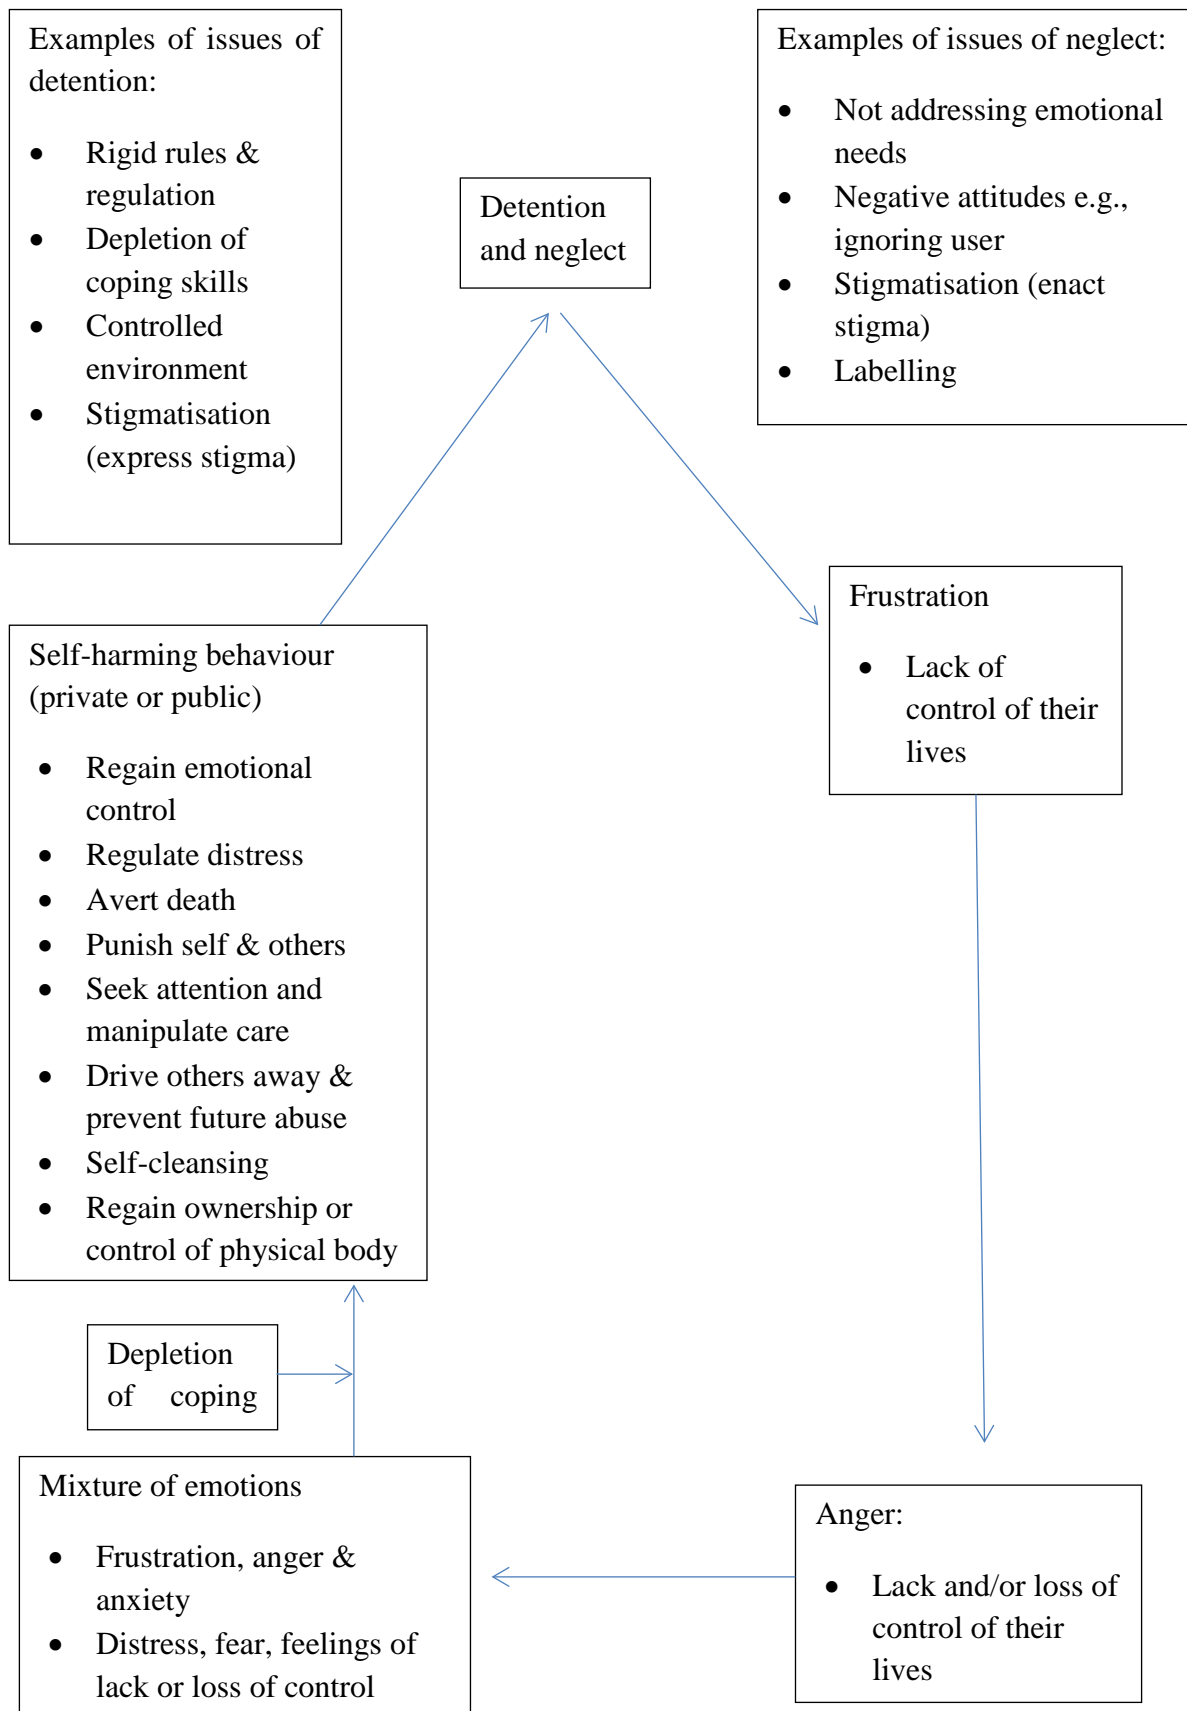 Examples of issues of
detention:
• Rigid rules &
regulation
• Depletion of
coping skills
• Controlled
environment
• Stigmatisation
(express stigma)
Detention
and neglect
Examples of issues of neglect:
• Not addressing emotional
needs
• Negative attitudes e.g.,
ignoring user
• Stigmatisation (enact
stigma)
• Labelling
Frustration
• Lack of
control of their
lives
Self-harming behaviour
(private or public)
• Regain emotional
control
• Regulate distress
• Avert death
• Punish self & others
• Seek attention and
manipulate care
• Drive others away &
prevent future abuse
• Self-cleansing
• Regain ownership or
control of physical body
Depletion
of coping
Mixture of emotions
• Frustration, anger &
anxiety
• Distress, fear, feelings of
lack or loss of control
Anger:
• Lack and/or loss of
control of their
lives